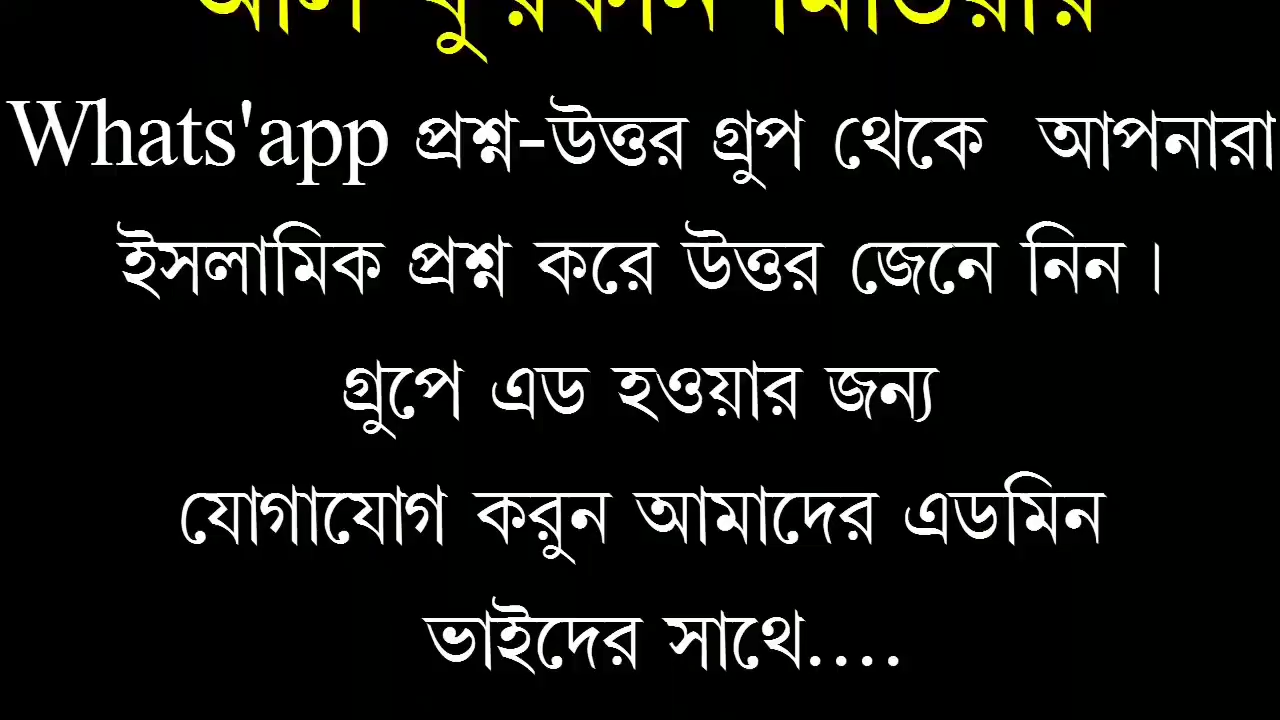 Whats'app প্রশ্ন-উত্তর গ্রুপ থেকে আপনারা
ইসলামিক প্রশ্ন করে উত্তর জেনে নিন।
গ্রুপে এড হওয়ার জন্য
যোগাযোগ করুন আমাদের এডমিন
ভাইদের সাথে....